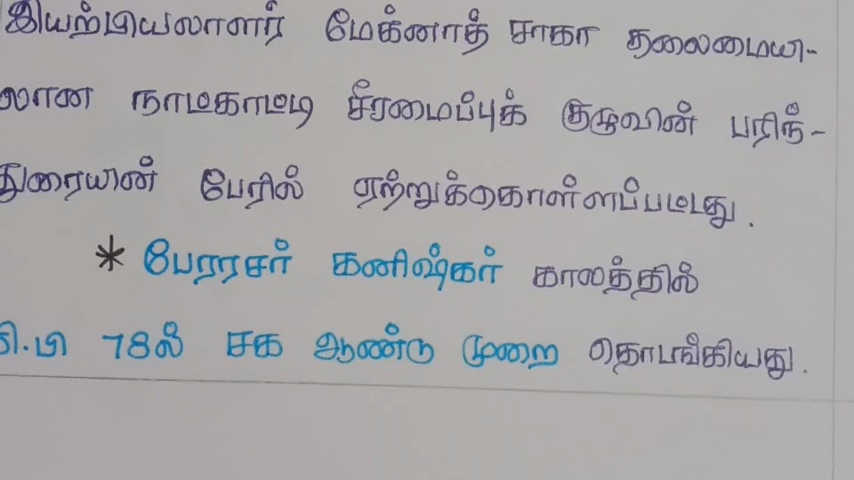 இயற்பியலாளர் மேக்னாத் சாகா தலைமையி-
லான நாட்காட்டி சீரமைப்புக் குழுவின் பரிந்-
துரையின் பேரில் ஏற்றுக்கொள்ளப்பட்டது.
* பேரரசர் கனிஷ்கர் காலத்தில்
கி.பி 78ல் சக ஆண்டு முறை தொடங்கியது.